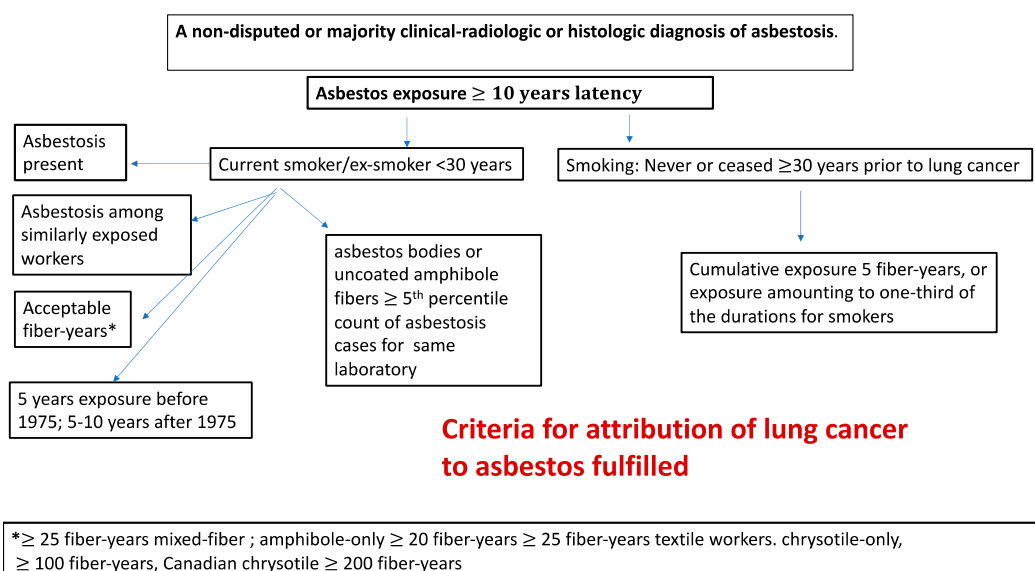 A non-disputed or majority clinical-radiologic or histologic diagnosis of asbestosis.
Asbestos exposure ≥ 10 years latency
Asbestosis
present
Current smoker/ex-smoker <30 years
Smoking: Never or ceased ≥30 years prior to lung cancer
Asbestosis among
similarly exposed
workers
asbestos bodies or
uncoated amphibole
fibers ≥ 5th percentile
count of asbestosis
cases for same
laboratory
Cumulative exposure 5 fiber-years, or
exposure amounting to one-third of
the durations for smokers
Acceptable
fiber-years*
5 years exposure before
1975; 5-10 years after 1975
Criteria for attribution of lung cancer
to asbestos fulfilled
*≥ 25 fiber-years mixed-fiber ; amphibole-only ≥ 20 fiber-years ≥ 25 fiber-years textile workers. chrysotile-only,
≥ 100 fiber-years, Canadian chrysotile ≥ 200 fiber-years